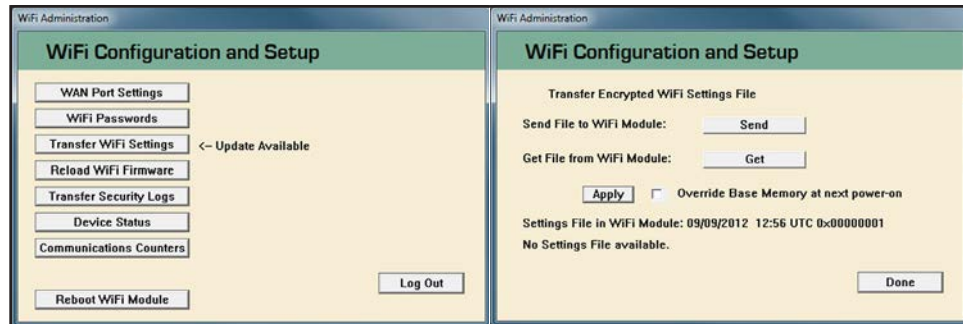 WiFi Administration
WiFi Configuration and Setup
WAN Port Settings
WiFi Passwords
Transfer WiFi Settings <-- Update Available
Reload WiFi Firmware
Transfer Security Logs
Device Status
Communications Counters
Log Out
Reboot WiFi Module
WiFi Administration
WiFi Configuration and Setup
Transfer Encrypted WiFi Settings File
Send File to WiFi Module: Send
Get File from WiFi Module: Get
Apply Override Base Memory at next power-on
Settings File in WiFi Module: 09/09/2012 12:56 UTC 0x00000001
No Settings File available.
Done